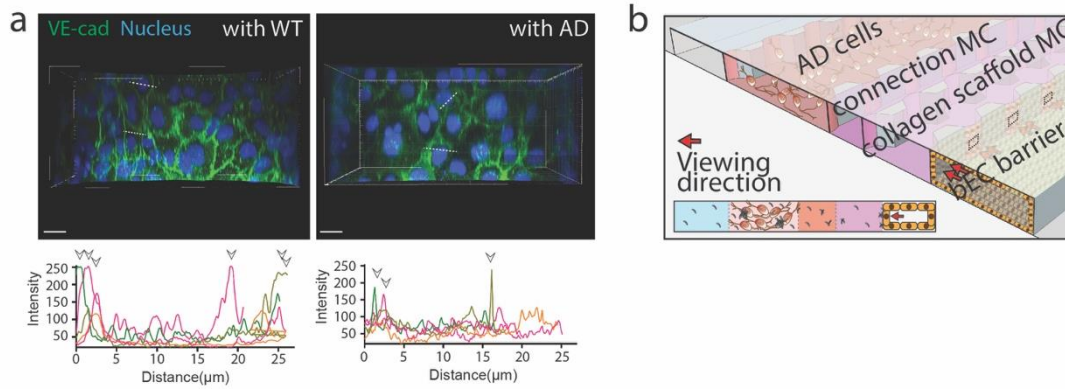 a
VE-cad Nucleus with WT
with AD
Intensity
250
200
150
100
50
0 5 10 15 20 25
Distance(μm)
Intensity
250
200
150
100
50
0 5 10 15 20 25
Distance(μm)
b
AD cells
connection MC
collagen scaffold MC
bEC barrier
Viewing
direction